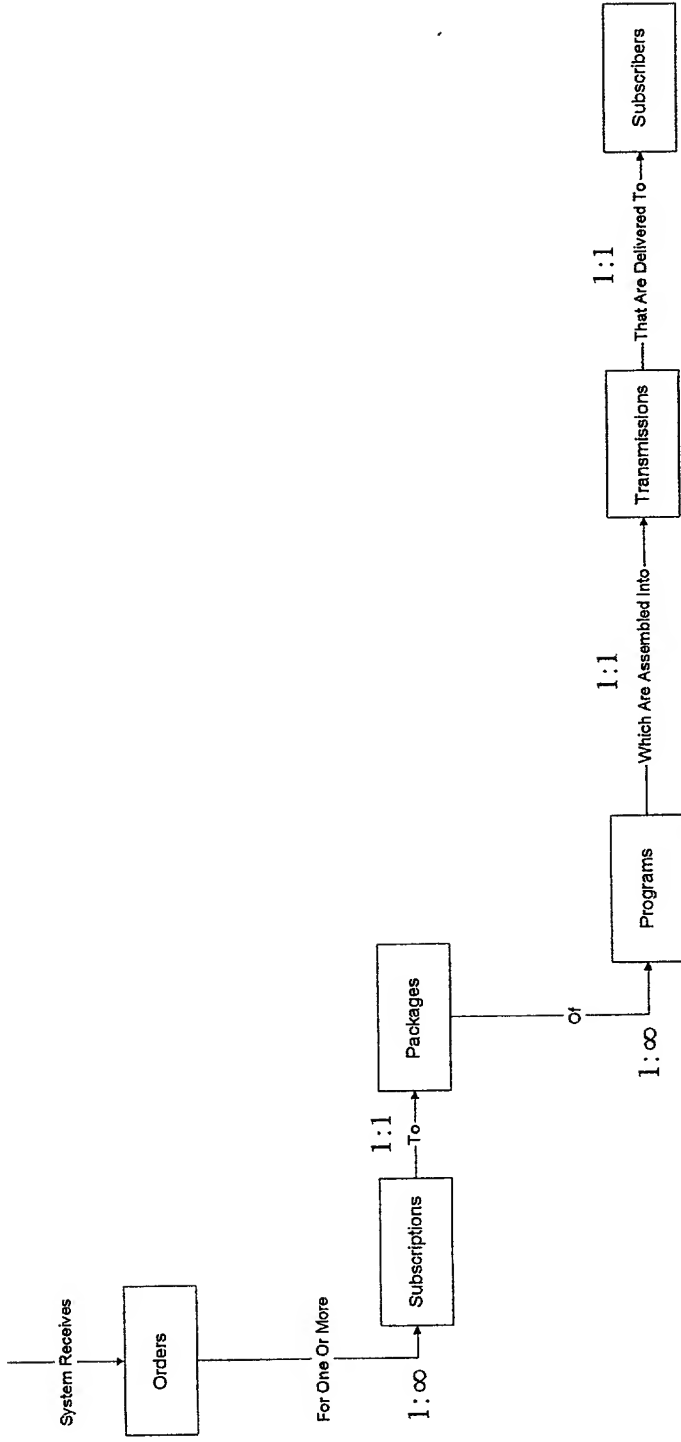 System Receives
Orders
For One Or More
1:∞
Subscriptions
1:1
To
Packages
Of
1:∞
Programs
1:1
Which Are Assembled Into
Transmissions
1:1
That Are Delivered To
Subscribers